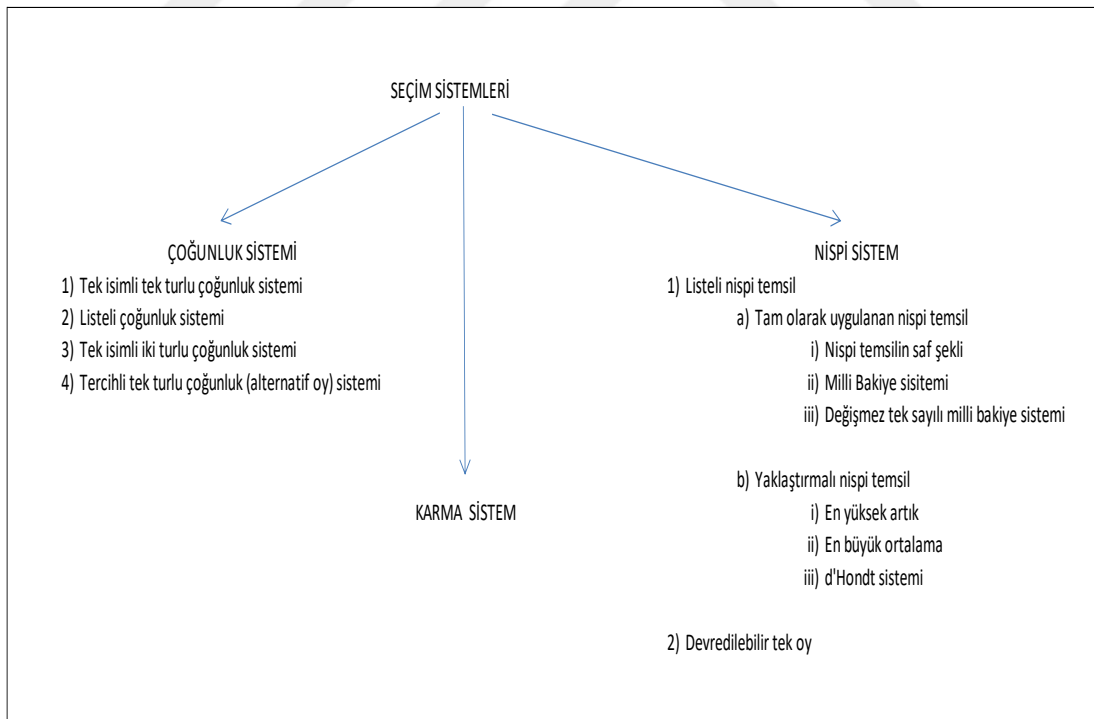 SEÇİM SİSTEMLERİ
ÇOĞUNLUK SİSTEMİ
1) Tek isimli tek turlu çoğunluk sistemi
2) Listeli çoğunluk sistemi
3) Tek isimli iki turlu çoğunluk sistemi
4) Tercihli tek turlu çoğunluk (alternatif oy) sistemi
KARMA SİSTEM
NİSPİ SİSTEM
1) Listeli nispi temsil
a) Tam olarak uygulanan nispi temsil
i) Nispi temsilin saf şekli
ii) Milli Bakiye sisitemi
iii) Değişmez tek sayılı milli bakiye sistemi
b) Yaklaştırmalı nispi temsil
i) En yüksek artık
ii) En büyük ortalama
iii) d'Hondt sistemi
2) Devredilebilir tek oy